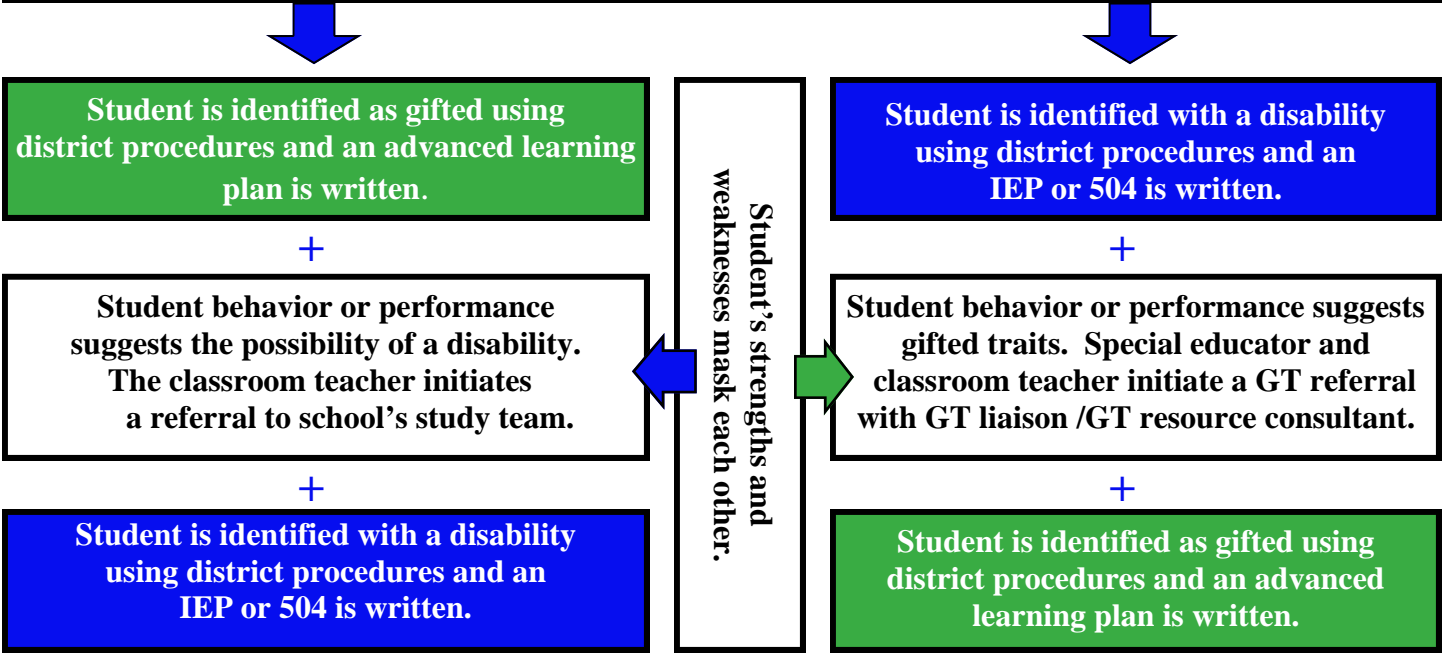 Student is identified as gifted using
district procedures and an advanced learning
plan is written.
+
Student behavior or performance
suggests the possibility of a disability.
The classroom teacher initiates
a referral to school’s study team.
+
Student is identified with a disability
using district procedures and an
IEP or 504 is written.
Student’s strengths and
weaknesses mask each other.
Student is identified with a disability
using district procedures and an
IEP or 504 is written.
+
Student behavior or performance suggests
gifted traits.  Special educator and
classroom teacher initiate a GT referral
with GT liaison /GT resource consultant.
+
Student is identified as gifted using
district procedures and an advanced
learning plan is written.